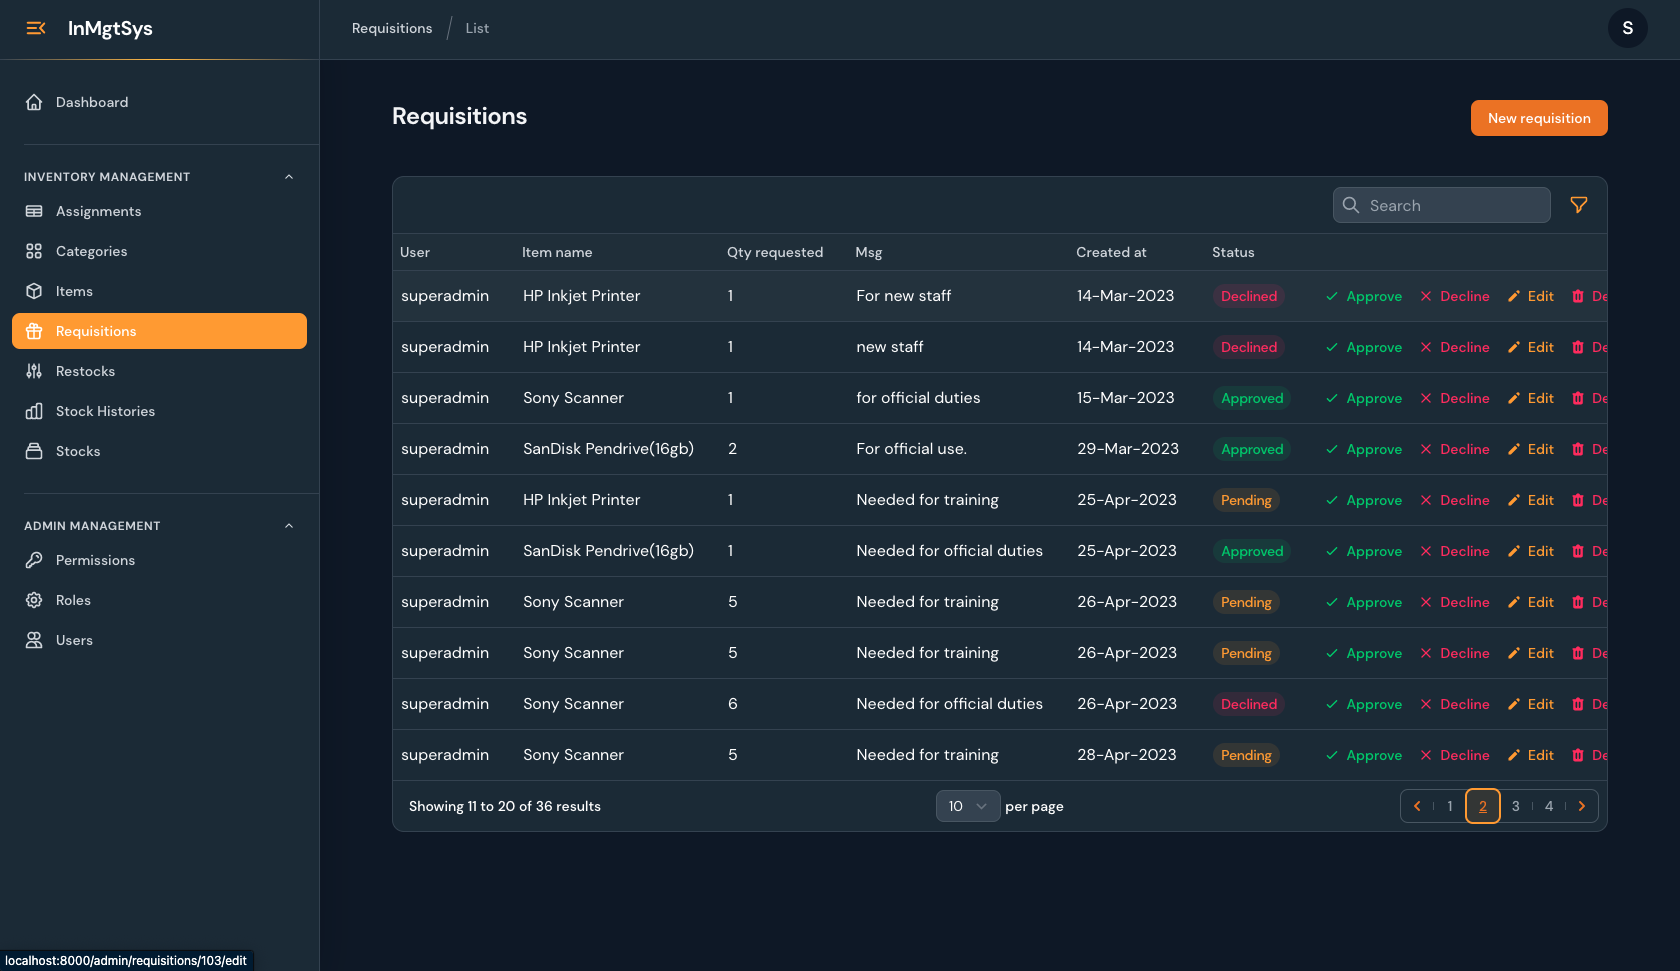 InMgtSys
Requisitions / List
S
Dashboard
INVENTORY MANAGEMENT
Assignments
Categories
Items
Requisitions
Restocks
Stock Histories
Stocks
ADMIN MANAGEMENT
Permissions
Roles
Users
Requisitions
New requisition
Search
User Item name Qty requested Msg Created at Status
superadmin HP Inkjet Printer 1 For new staff 14-Mar-2023 Declined Approve Decline Edit De
superadmin HP Inkjet Printer 1 new staff 14-Mar-2023 Declined Approve Decline Edit De
superadmin Sony Scanner 1 for official duties 15-Mar-2023 Approved Approve Decline Edit De
superadmin SanDisk Pendrive(16gb) 2 For official use. 29-Mar-2023 Approved Approve Decline Edit De
superadmin HP Inkjet Printer 1 Needed for training 25-Apr-2023 Pending Approve Decline Edit De
superadmin SanDisk Pendrive(16gb) 1 Needed for official duties 25-Apr-2023 Approved Approve Decline Edit De
superadmin Sony Scanner 5 Needed for training 26-Apr-2023 Pending Approve Decline Edit De
superadmin Sony Scanner 5 Needed for training 26-Apr-2023 Pending Approve Decline Edit De
superadmin Sony Scanner 6 Needed for official duties 26-Apr-2023 Declined Approve Decline Edit De
superadmin Sony Scanner 5 Needed for training 28-Apr-2023 Pending Approve Decline Edit De
Showing 11 to 20 of 36 results 10 per page 1 2 3 4
localhost:8000/admin/requisitions/103/edit